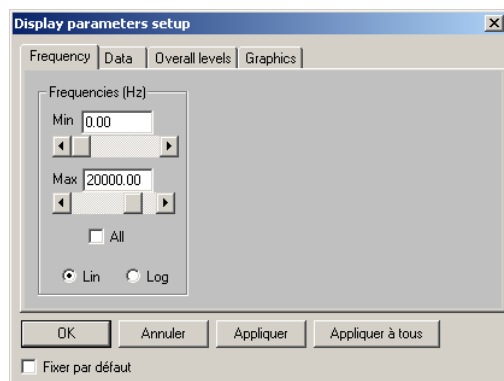 Display parameters setup
Frequency Data Overall levels Graphics
Frequencies (Hz)
Min 0.00
Max 20000.00
All
Lin Log
OK Annuler Appliquer Appliquer à tous
Fixer par défaut